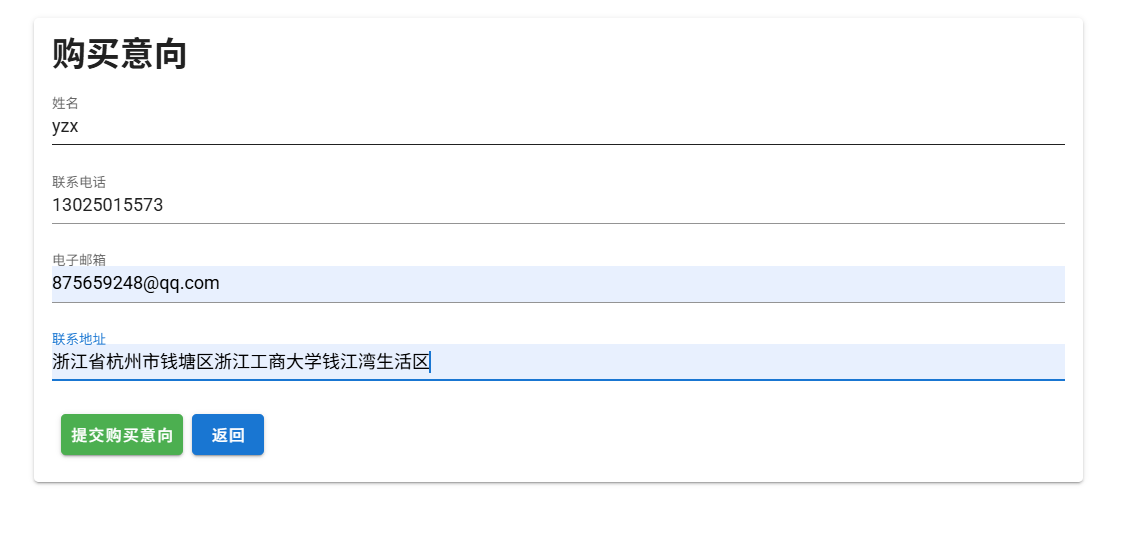 购买意向
姓名
yzx
联系电话
13025015573
电子邮箱
875659248@qq.com
联系地址
浙江省杭州市钱塘区浙江工商大学钱江湾生活区
提交购买意向 返回